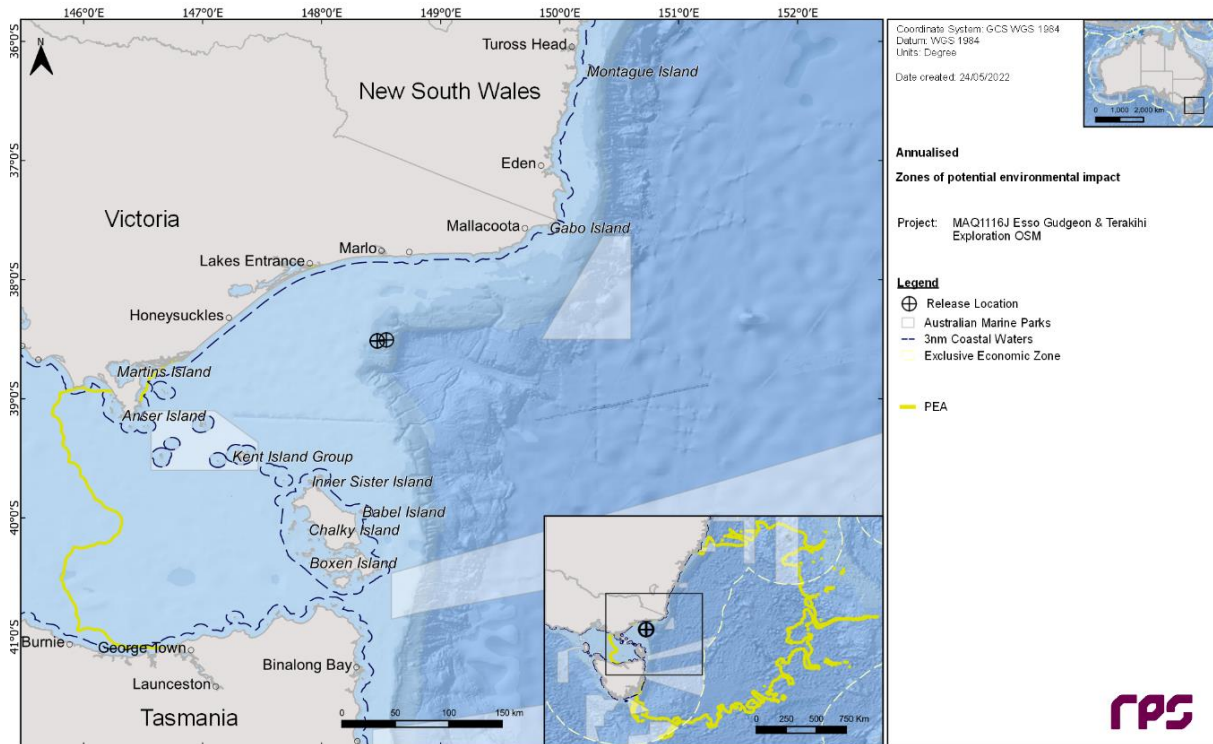 146°0'E
147°0'E
148°0'E
149°0'E
150°0'E
151°0'E
152°0'E
36°0'S
37°0'S
38°0'S
39°0'S
40°0'S
41°0'S
N
Tuross Head
Montague Island
New South Wales
Eden
Victoria
Mallacoota
Gabo Island
Marlo
Lakes Entrance
Honeysuckles
Martins Island
Anser Island
Kent Island Group
Inner Sister Island
Babel Island
Chalky Island
Boxen Island
Burnie
George Town
Binalong Bay
Launceston
Tasmania
0 50 100 150 km
0 250 500 750 Km
Coordinate System: GCS WGS 1984
Datum: WGS 1984
Units: Degree
Date created: 24/05/2022
0 1,000 2,000 km
Annualised
Zones of potential environmental impact
Project: MAQ1116J Esso Gudgeon & Terakihi
Exploration OSM
Legend
Release Location
Australian Marine Parks
3nm Coastal Waters
Exclusive Economic Zone
PEA
rps